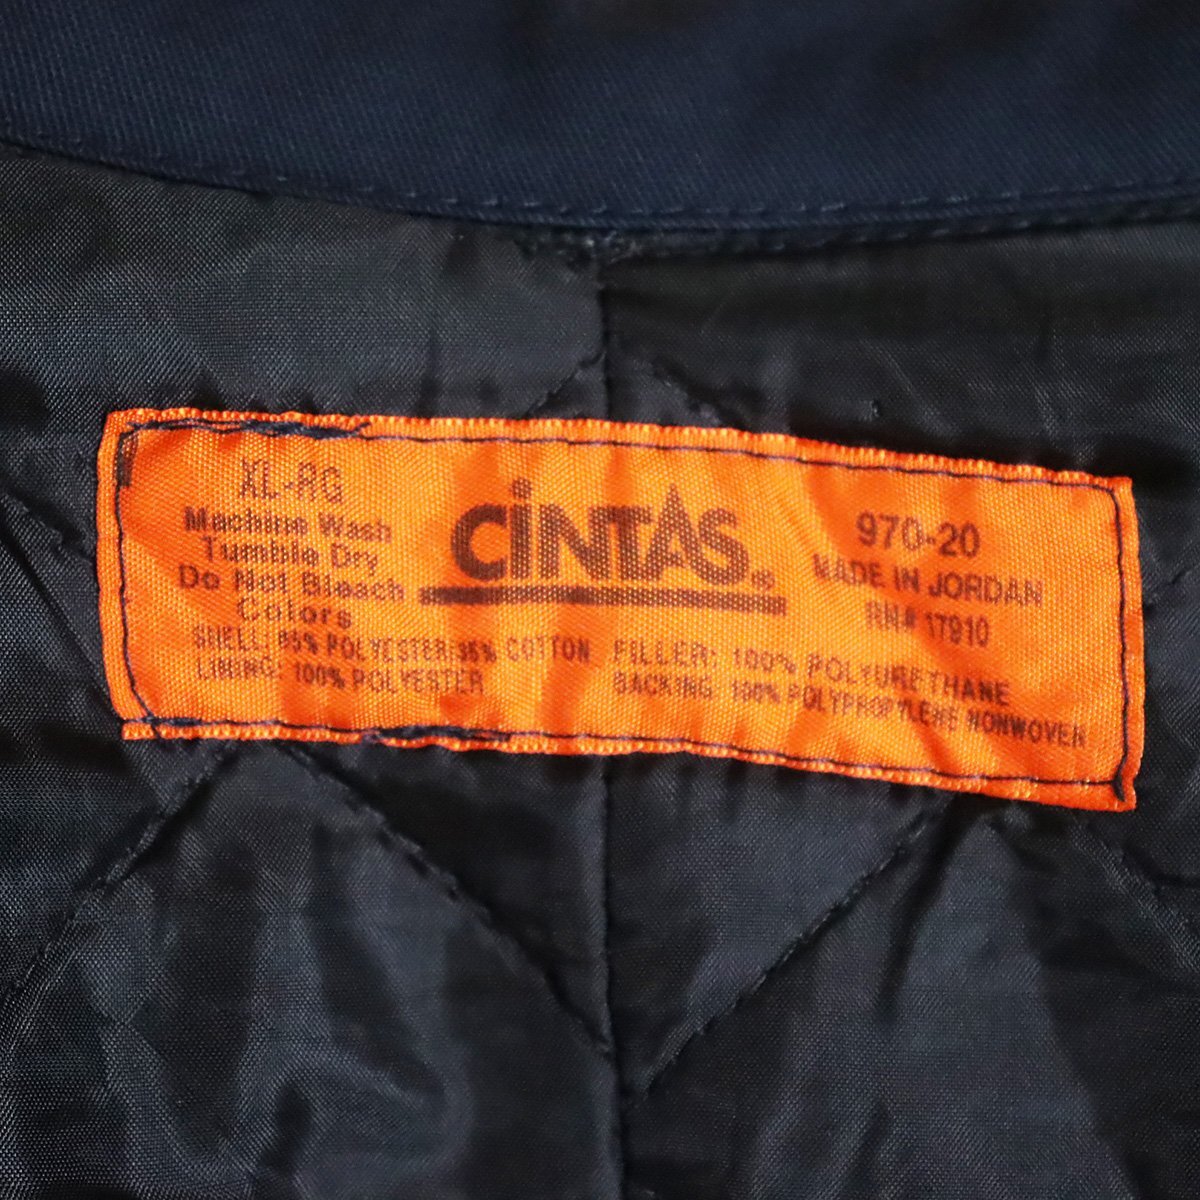 XL-RG
Machine Wash
Tumble Dry
Do Not Bleach
Colors
CiNTAS®
970-20
MADE IN JORDAN
RN# 17910
SHELL: 65% POLYESTER 35% COTTON
LINING: 100% POLYESTER
FILLER: 100% POLYURETHANE
BACKING: 100% POLYPROPYLENE NONWOVEN